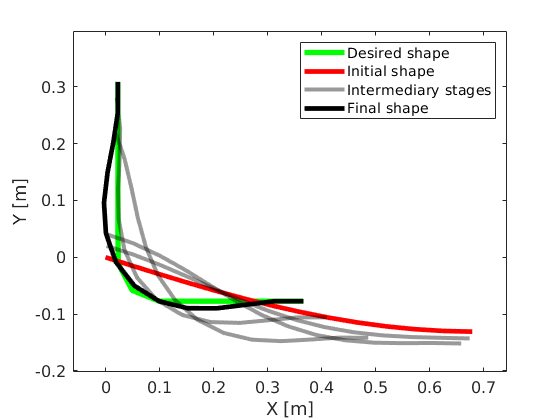 Desired shape
Initial shape
Intermediary stages
Final shape
0.3
0.2
0.1
0
-0.1
-0.2
Y [m]
0 0.1 0.2 0.3 0.4 0.5 0.6 0.7
X [m]